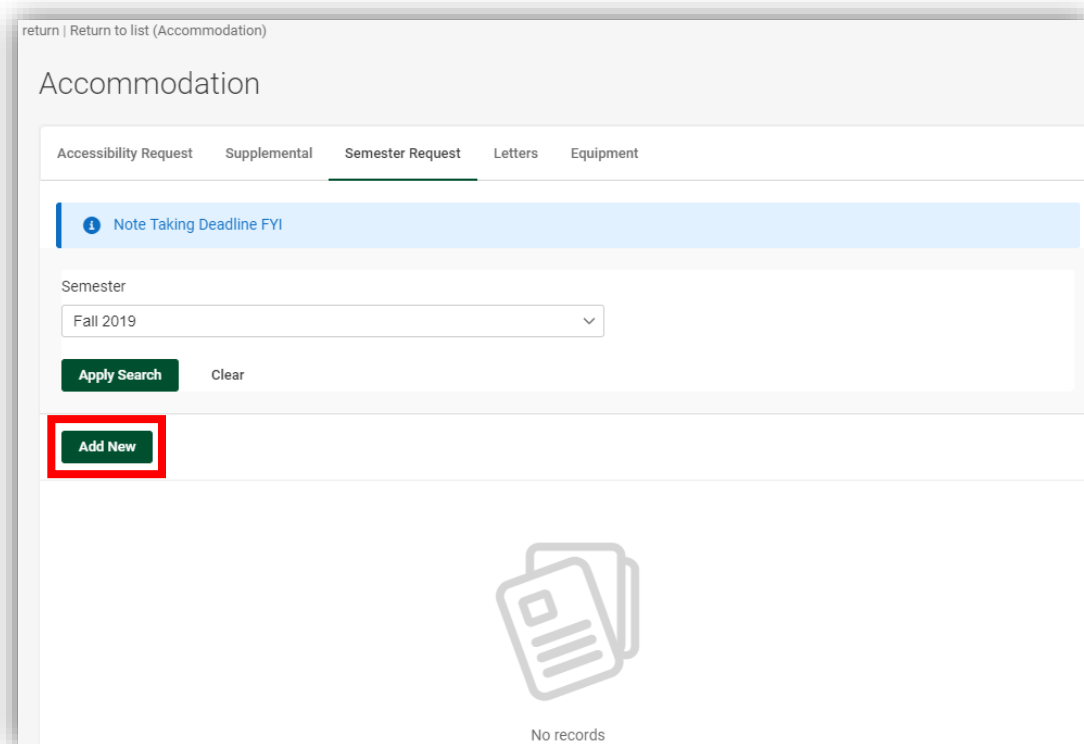 return | Return to list (Accommodation)
Accommodation
Accessibility Request Supplemental Semester Request Letters Equipment
Note Taking Deadline FYI
Semester
Fall 2019
Apply Search Clear
Add New
No records